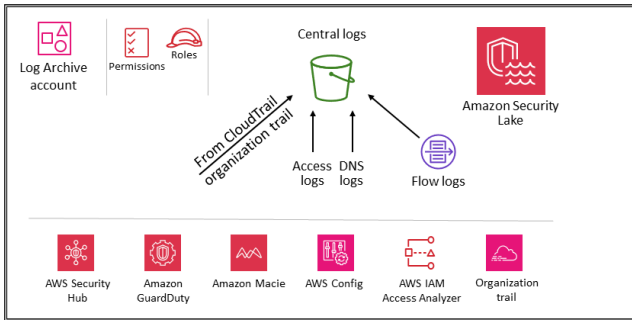 Log Archive
account
Permissions
Roles
Central logs
From CloudTrail
organization trail
Access
logs
DNS
logs
Flow logs
Amazon Security
Lake
AWS Security
Hub
Amazon
GuardDuty
Amazon Macie
AWS Config
AWS IAM
Access Analyzer
Organization
trail